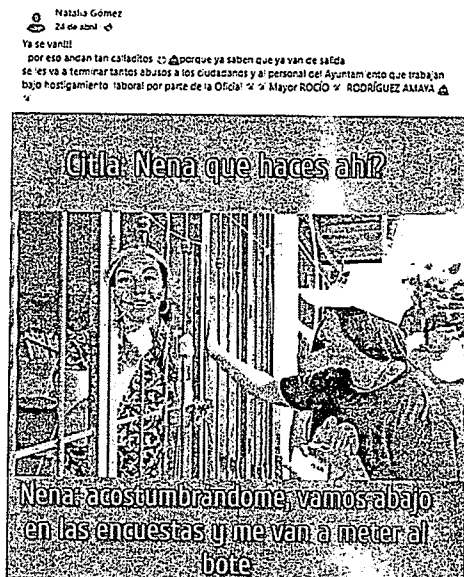 Natalia Gómez
24 de abril
Ya se van!!!
por eso andan tan calladitos porque ya saben que ya van de salida
se les va a terminar tantos abusos a los ciudadanos y al personal del Ayuntamiento que trabajan
bajo hostigamiento laboral por parte de la Oficial Mayor ROCÍO RODRÍGUEZ AMAYA
Citla: Nena que haces ahí?
Nena: acostumbrandome, vamos abajo
en las encuestas y me van a meter al
bote